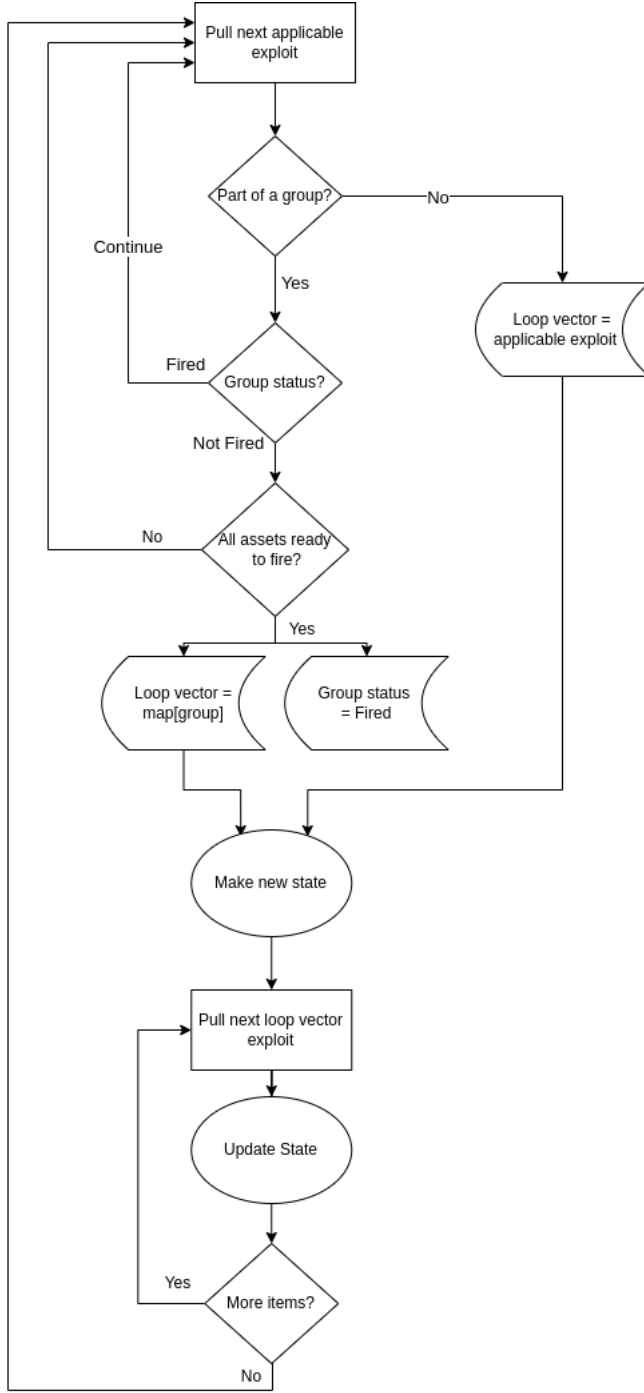 Pull next applicable
exploit
Part of a group?
No
Continue
Yes
Loop vector =
applicable exploit
Fired
Group status?
Not Fired
No
All assets ready
to fire?
Yes
Loop vector =
map[group]
Group status
= Fired
Make new state
Pull next loop vector
exploit
Update State
Yes
More items?
No